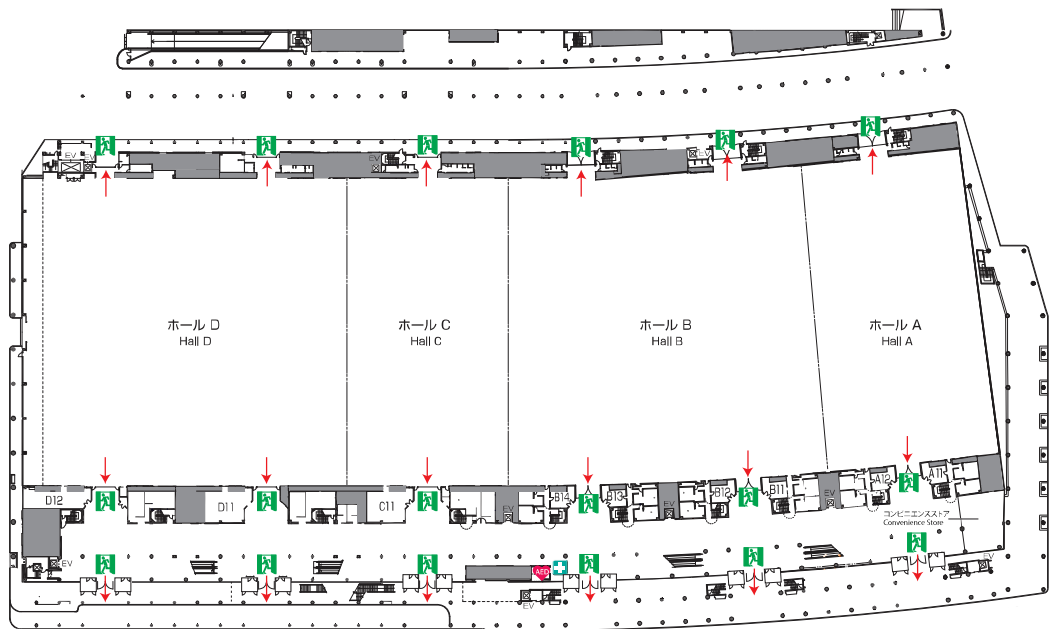 EV
EV
EV
EV
ホール D
Hall D
ホール C
Hall C
ホール B
Hall B
ホール A
Hall A
D12
D11
C11
B14
B13
B12
B11
A12
A11
EV
EV
EV
コンビニエンスストア
Convenience Store
EV
AED
EV
EV